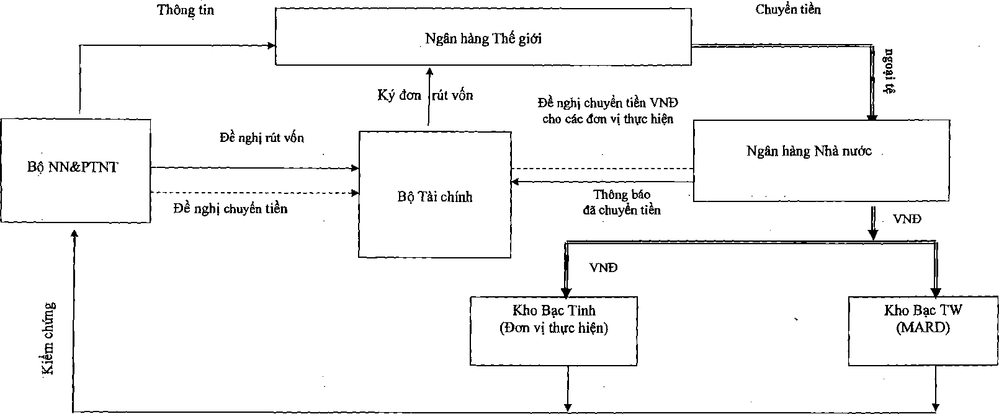 Thông tin
Chuyển tiền
Ngân hàng Thế giới
ngoại tệ
Ký đơn rút vốn
Đề nghị chuyển tiền VNĐ
cho các đơn vị thực hiện
Đề nghị rút vốn
Ngân hàng Nhà nước
Bộ NN&PTNT
Bộ Tài chính
Thông báo
đã chuyển tiền
Đề nghị chuyển tiền
VNĐ
VNĐ
Kho Bạc Tỉnh
(Đơn vị thực hiện)
Kho Bạc TW
(MARD)
Kiểm chứng